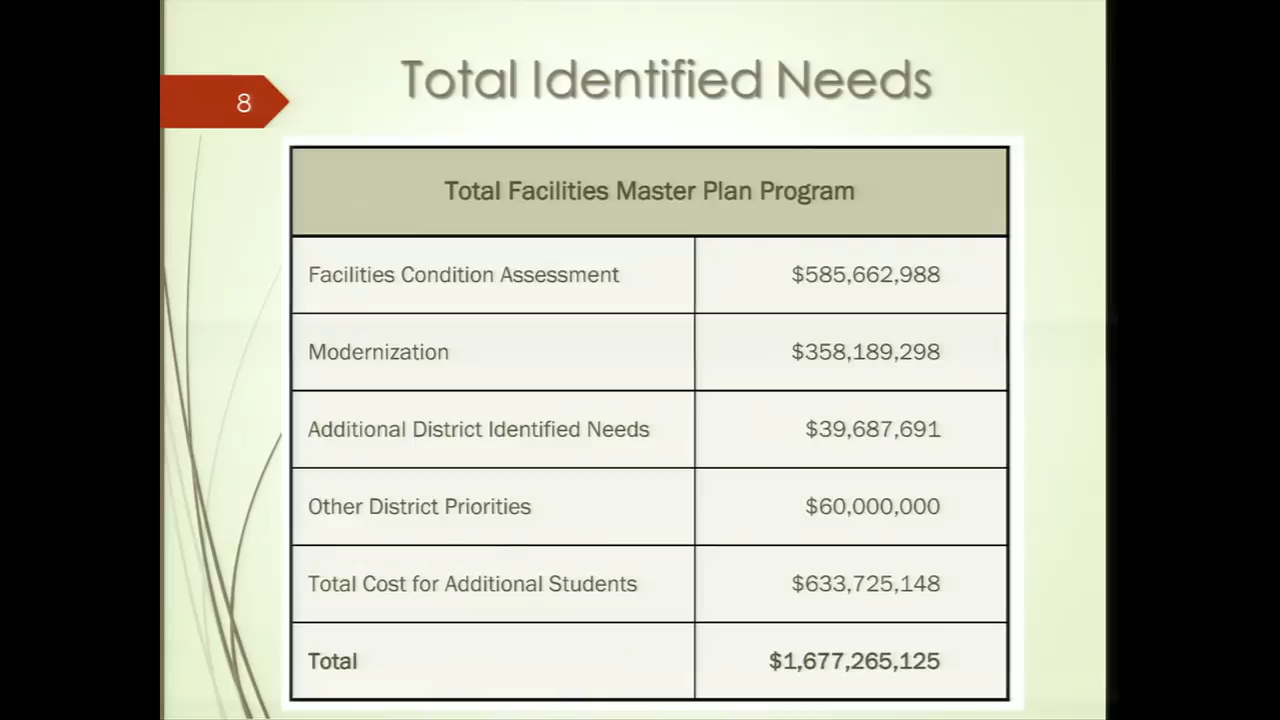 8
Total Identified Needs
Total Facilities Master Plan Program
Facilities Condition Assessment $585,662,988
Modernization $358,189,298
Additional District Identified Needs $39,687,691
Other District Priorities $60,000,000
Total Cost for Additional Students $633,725,148
Total $1,677,265,125